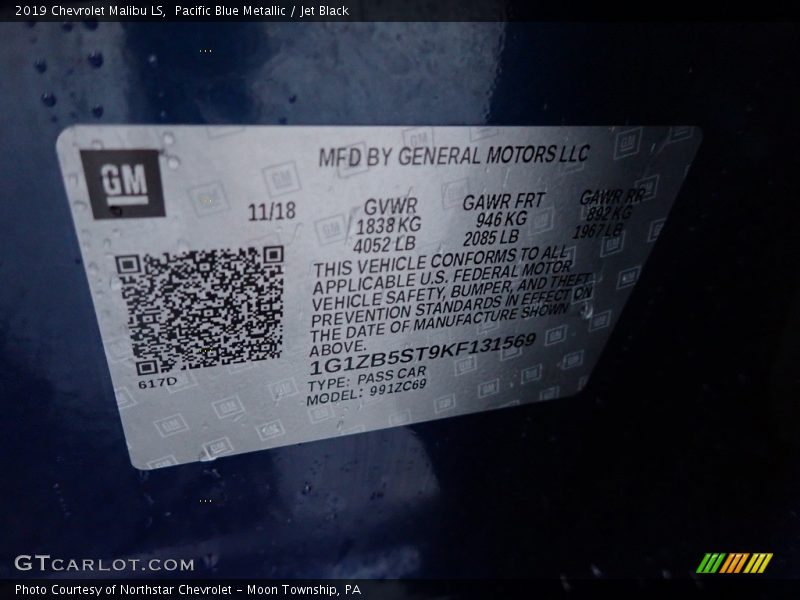 2019 Chevrolet Malibu LS, Pacific Blue Metallic / Jet Black
GM
MFD BY GENERAL MOTORS LLC
11/18
GVWR
1838 KG
4052 LB
GAWR FRT
946 KG
2085 LB
GAWR RR
892 KG
1967 LB
THIS VEHICLE CONFORMS TO ALL
APPLICABLE U.S. FEDERAL MOTOR
VEHICLE SAFETY, BUMPER, AND THEFT
PREVENTION STANDARDS IN EFFECT ON
THE DATE OF MANUFACTURE SHOWN
ABOVE.
1G1ZB5ST9KF131569
TYPE: PASS CAR
MODEL: 991ZC69
617D
GTCARLOT.COM
Photo Courtesy of Northstar Chevrolet - Moon Township, PA